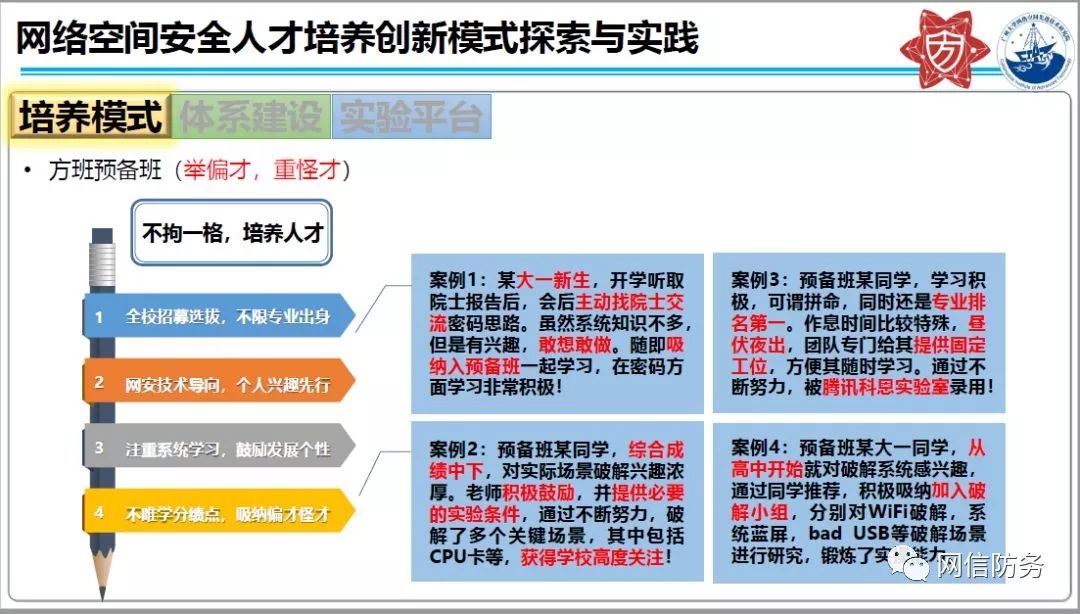 网络空间安全人才培养创新模式探索与实践
培养模式 体系建设 实验平台
• 方班预备班（举偏才，重怪才）
不拘一格，培养人才
1 全校招募选拔，不限专业出身
2 网安技术导向，个人兴趣先行
3 注重系统学习，鼓励发展个性
4 不唯学分绩点，吸纳偏才怪才
案例1：某大一新生，开学听取
院士报告后，会后主动找院士交
流密码思路。虽然系统知识不多，
但是有兴趣，敢想敢做。随即吸
纳入预备班一起学习，在密码方
面学习非常积极！
案例2：预备班某同学，综合成
绩中下，对实际场景破解兴趣浓
厚。老师积极鼓励，并提供必要
的实验条件，通过不断努力，破
解了多个关键场景，其中包括
CPU卡等，获得学校高度关注！
案例3：预备班某同学，学习积
极，可谓拼命，同时还是专业排
名第一。作息时间比较特殊，昼
伏夜出，团队专门给其提供固定
工位，方便其随时学习。通过不
断努力，被腾讯科恩实验室录用！
案例4：预备班某大一同学，从
高中开始就对破解系统感兴趣，
通过同学推荐，积极吸纳加入破
解小组，分别对WiFi破解，系
统蓝屏，bad USB等破解场景
进行研究，锻炼了实能力
网信防务